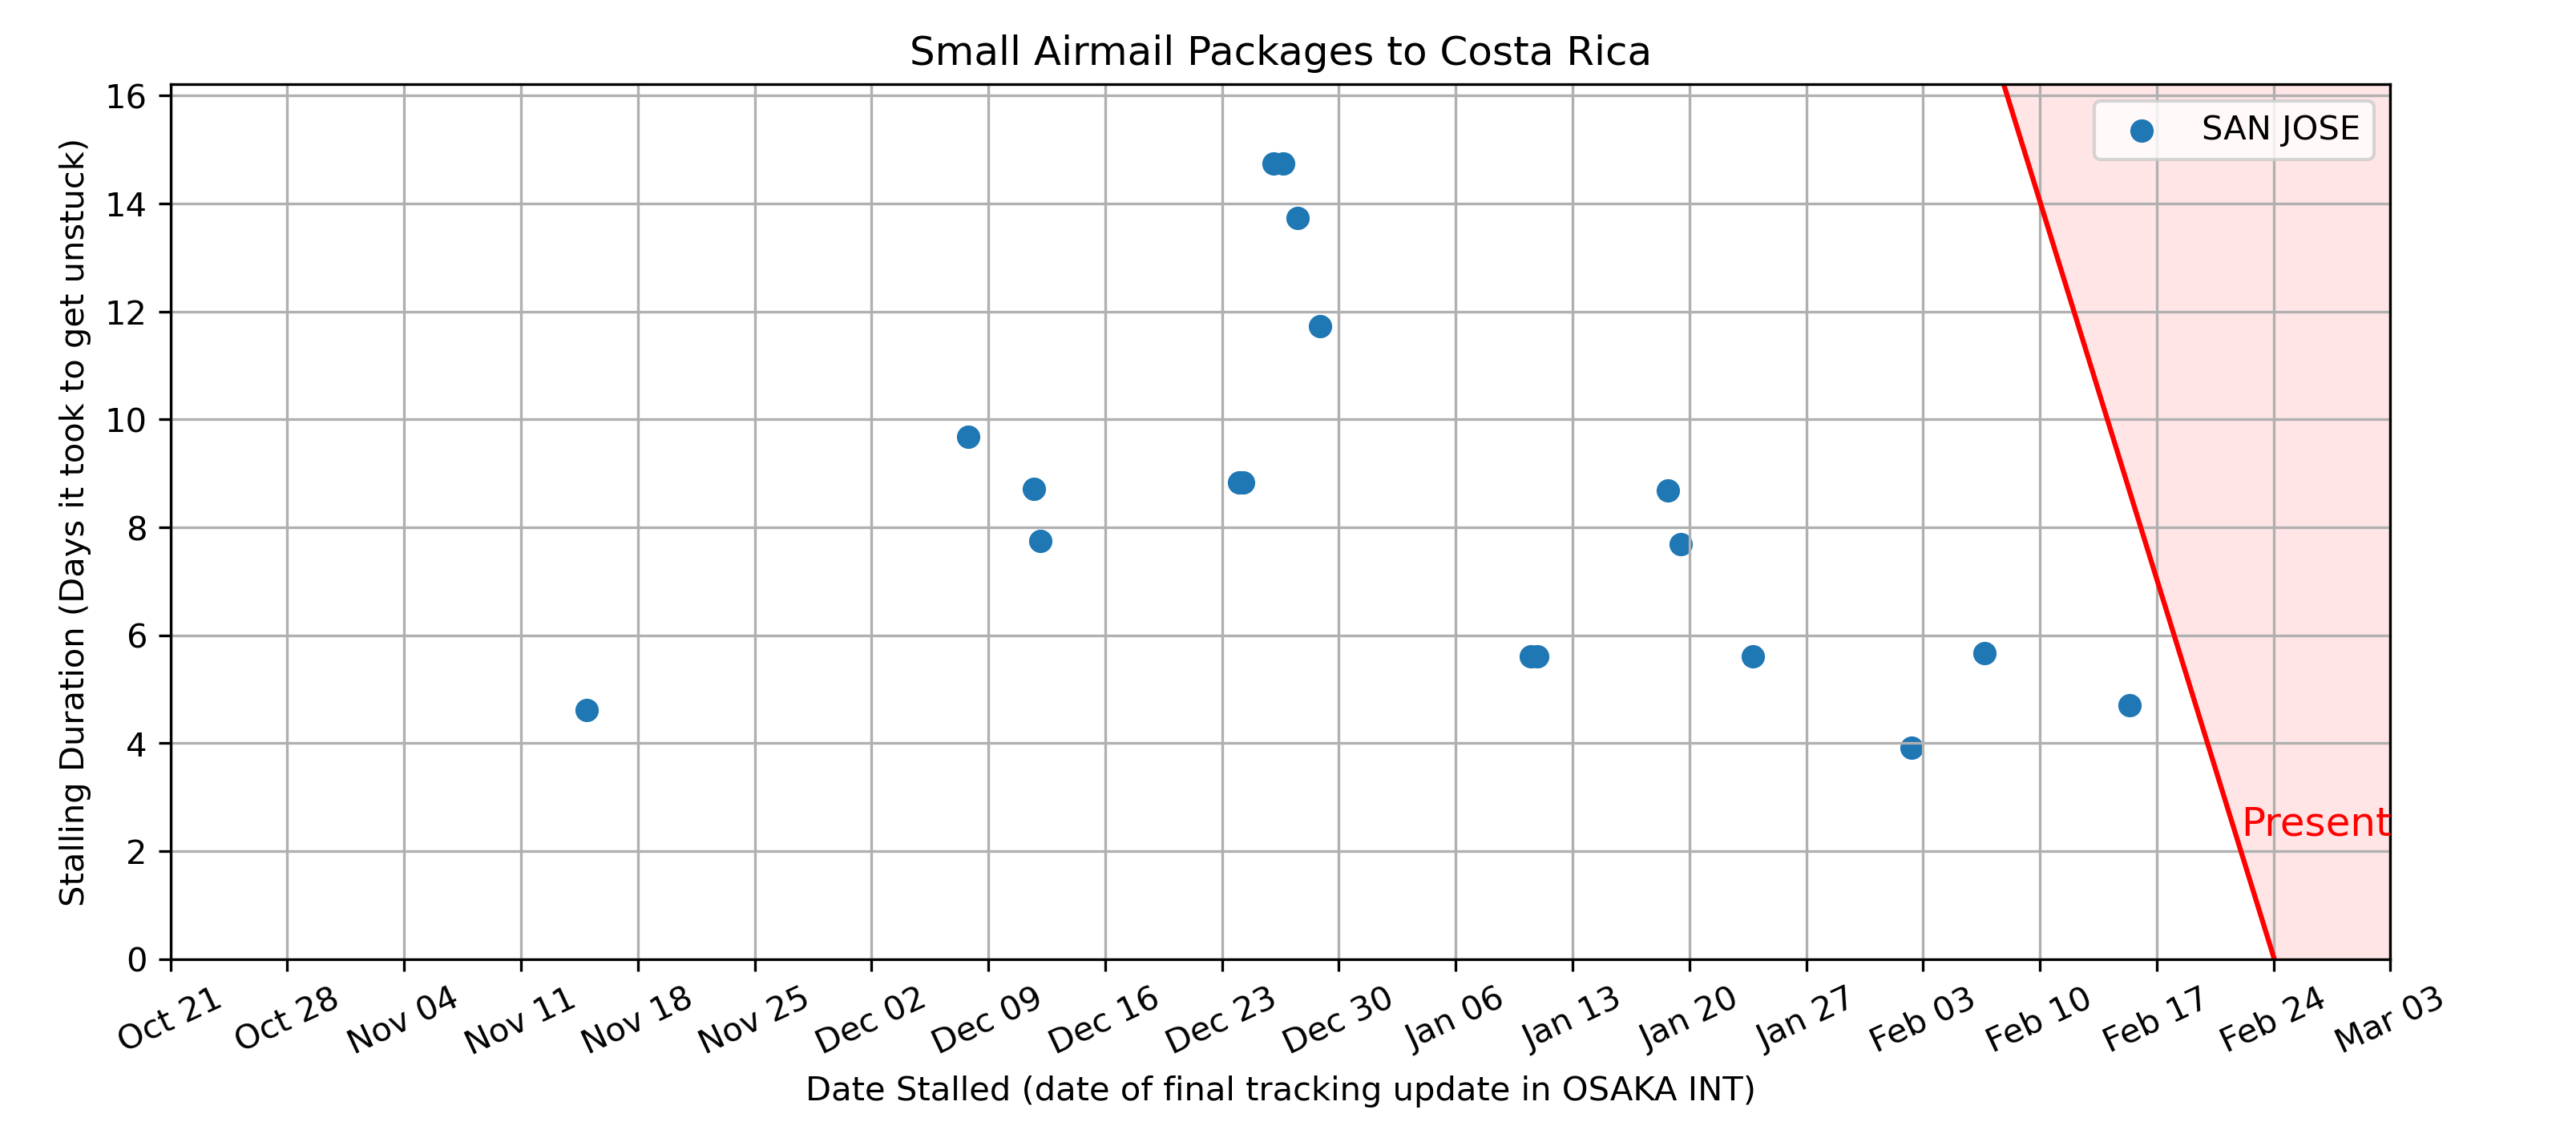 Small Airmail Packages to Costa Rica
Stalling Duration (Days it took to get unstuck)
16
14
12
10
8
6
4
2
0
SAN JOSE
Present
Oct 21
Oct 28
Nov 04
Nov 11
Nov 18
Nov 25
Dec 02
Dec 09
Dec 16
Dec 23
Dec 30
Jan 06
Jan 13
Jan 20
Jan 27
Feb 03
Feb 10
Feb 17
Feb 24
Mar 03
Date Stalled (date of final tracking update in OSAKA INT)